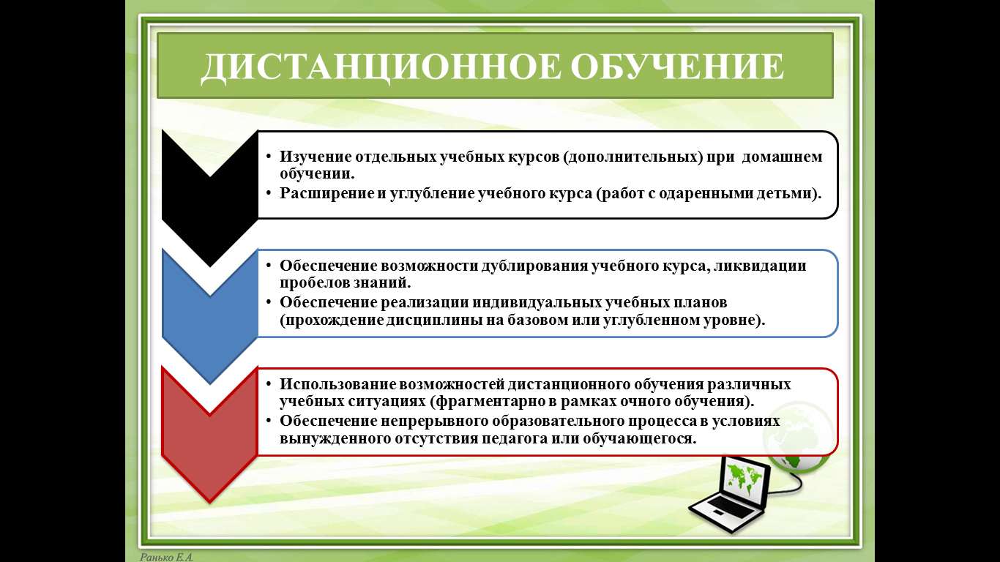 ДИСТАНЦИОННОЕ ОБУЧЕНИЕ
• Изучение отдельных учебных курсов (дополнительных) при домашнем
обучении.
• Расширение и углубление учебного курса (работ с одаренными детьми).
• Обеспечение возможности дублирования учебного курса, ликвидации
пробелов знаний.
• Обеспечение реализации индивидуальных учебных планов
(прохождение дисциплины на базовом или углубленном уровне).
• Использование возможностей дистанционного обучения различных
учебных ситуациях (фрагментарно в рамках очного обучения).
• Обеспечение непрерывного образовательного процесса в условиях
вынужденного отсутствия педагога или обучающегося.
Ранько Е.А.